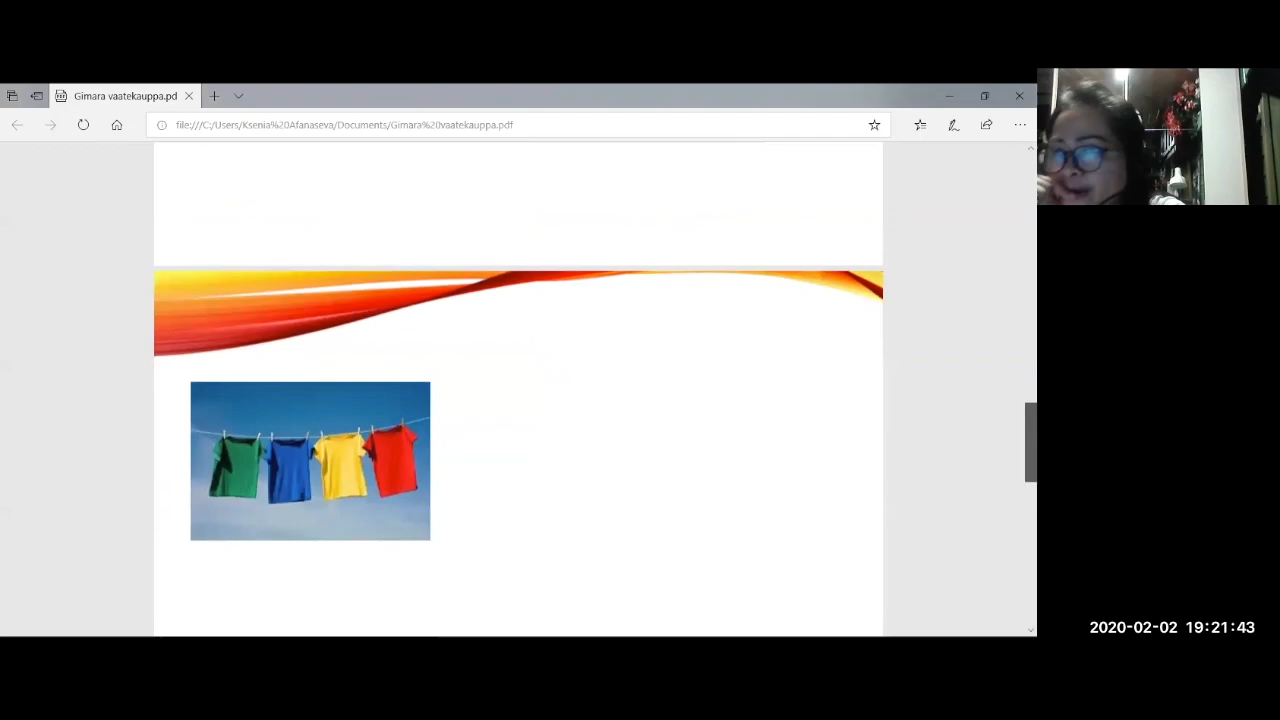 Gimara vaatekauppa.pd
file:///C:/Users/Ksenia%20Afanaseva/Documents/Gimara%20vaatekauppa.pdf
2020-02-02 19:21:43